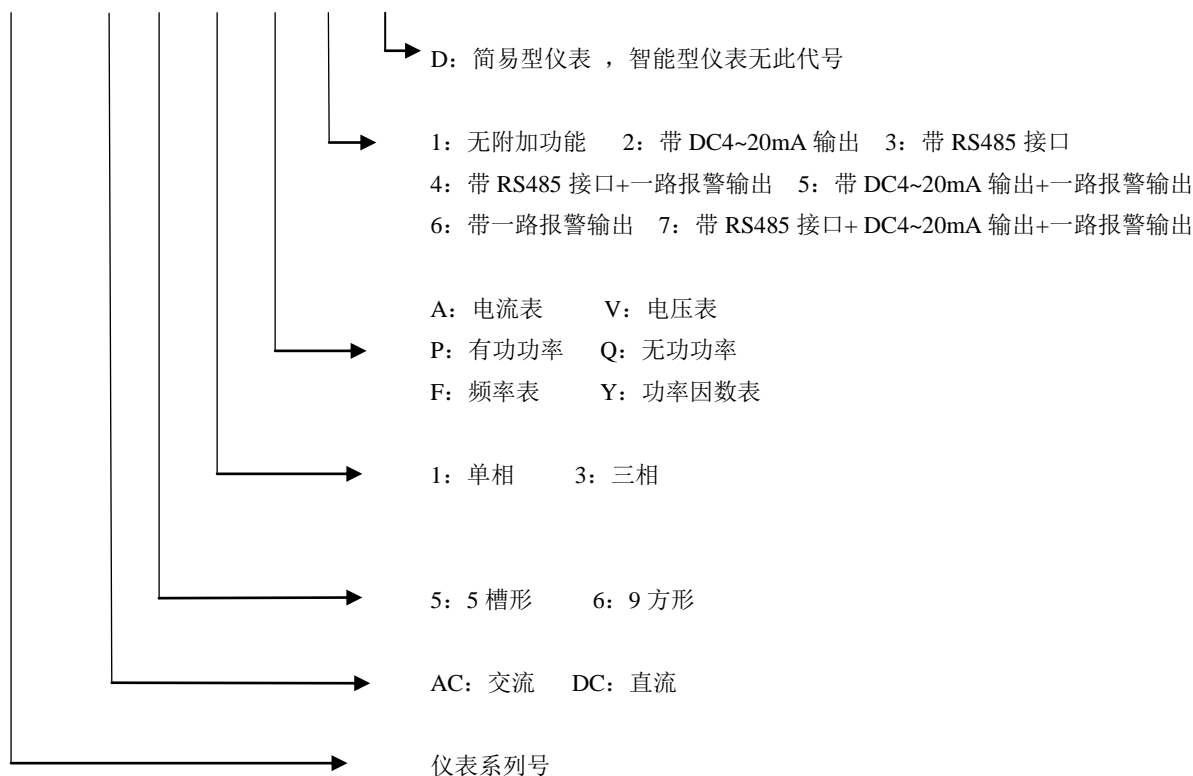 D：简易型仪表 ，智能型仪表无此代号
1：无附加功能 2：带 DC4~20mA 输出 3：带 RS485 接口
4：带 RS485 接口+一路报警输出 5：带 DC4~20mA 输出+一路报警输出
6：带一路报警输出 7：带 RS485 接口+ DC4~20mA 输出+一路报警输出
A：电流表 V：电压表
P：有功功率 Q：无功功率
F：频率表 Y：功率因数表
1：单相 3：三相
5：5 槽形 6：9 方形
AC：交流 DC：直流
仪表系列号